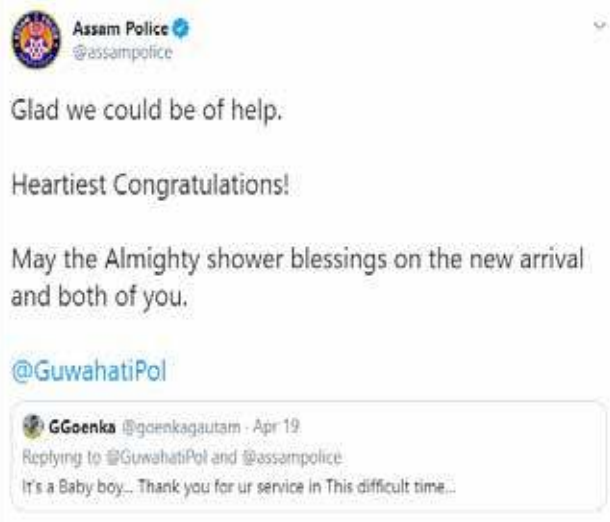 Assam Police
@assampolice
Glad we could be of help.
Heartiest Congratulations!
May the Almighty shower blessings on the new arrival
and both of you.
@GuwahatiPol
GGoenka @goenkagautam · Apr 19
Replying to @GuwahatiPol and @assampolice
It's a Baby boy... Thank you for ur service in This difficult time...